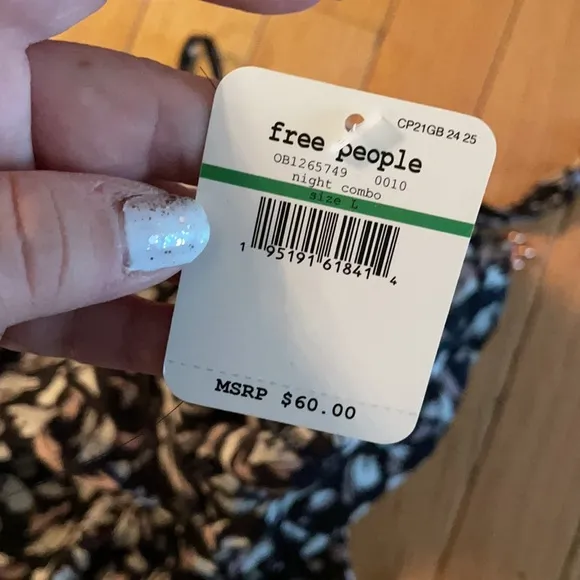 CP21GB 24 25
free people
OB1265749 0010
night combo
size L
1 95191 61841 4
MSRP $60.00